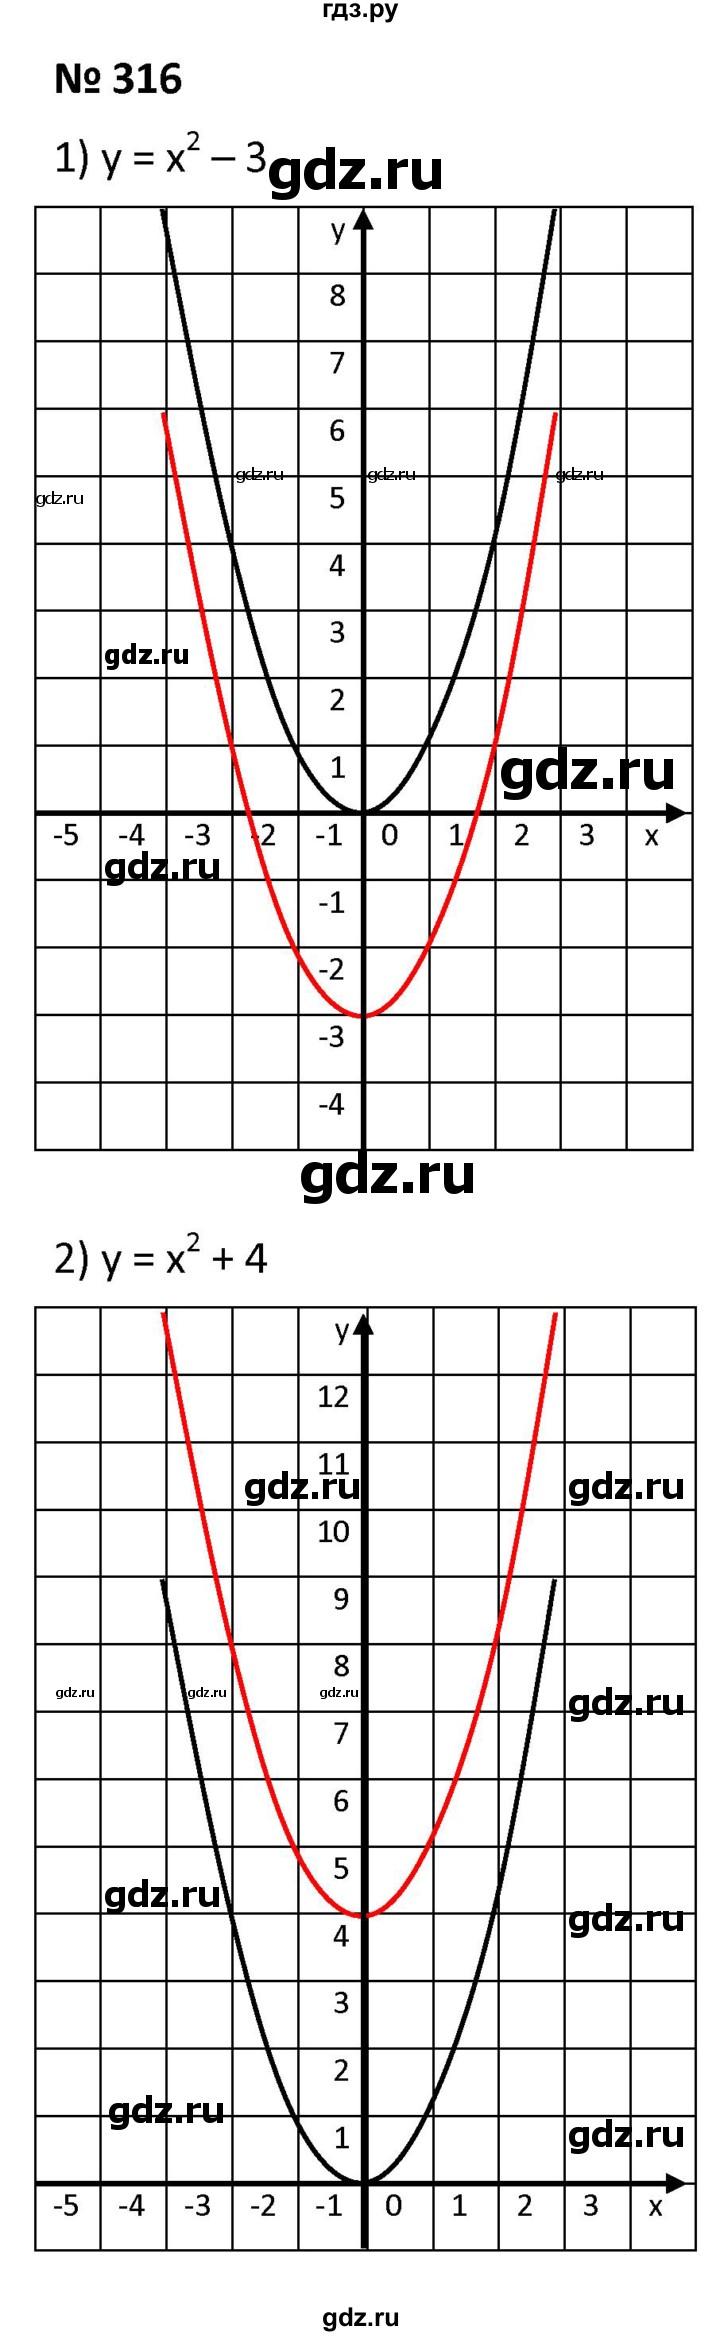 гдз.ру
№ 316
1) y = x² – 3
gdz.ru
y
8
7
6
gdz.ru gdz.ru gdz.ru
gdz.ru
5
4
3
gdz.ru
2
1
gdz.ru
-5 -4 -3 -2 -1 0 1 2 3 x
gdz.ru
-1
-2
-3
-4
gdz.ru
2) y = x² + 4
y
12
11
gdz.ru gdz.ru
10
9
8
gdz.ru gdz.ru gdz.ru
gdz.ru
7
6
5
gdz.ru
gdz.ru
4
3
2
gdz.ru
gdz.ru
1
-5 -4 -3 -2 -1 0 1 2 3 x
gdz.ru